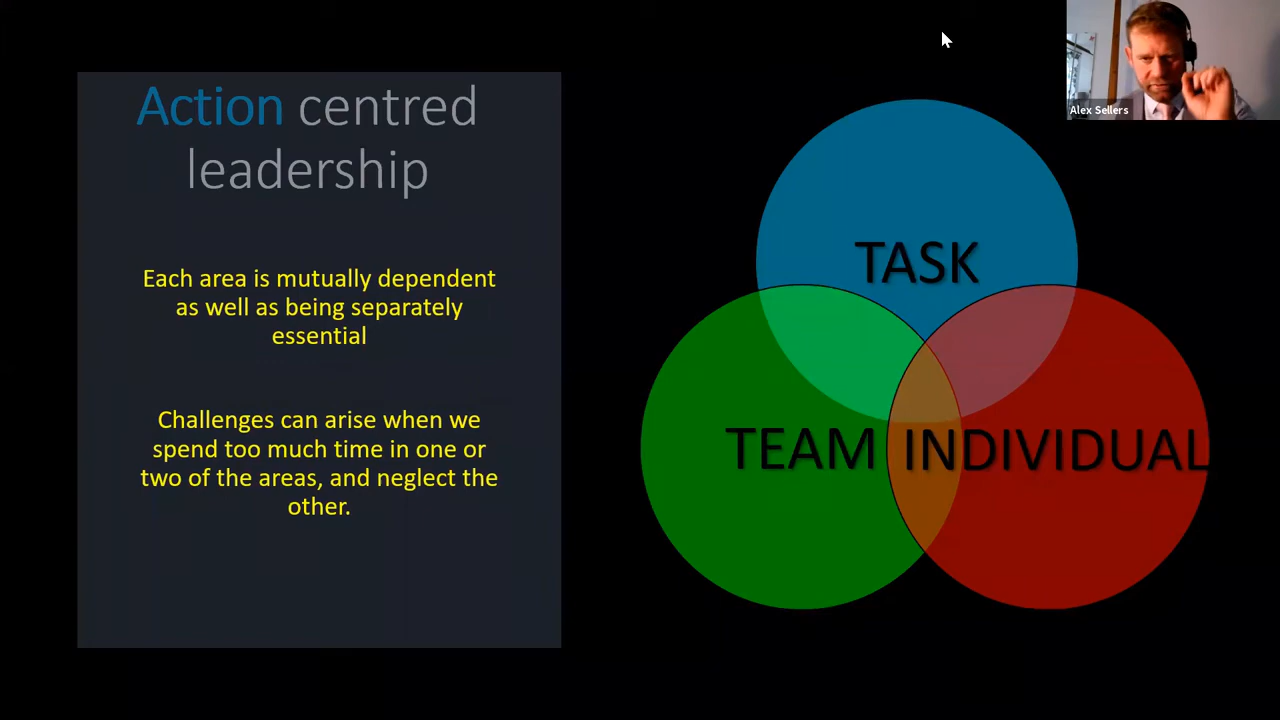 Action centred
leadership
Each area is mutually dependent
as well as being separately
essential
Challenges can arise when we
spend too much time in one or
two of the areas, and neglect the
other.
TASK
TEAM
INDIVIDUAL
Alex Sellers